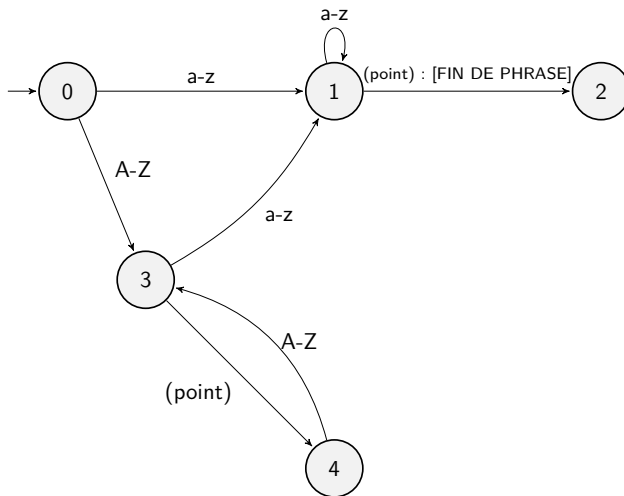 a-z
a-z
(point) : [FIN DE PHRASE]
0
1
2
A-Z
a-z
3
A-Z
(point)
4